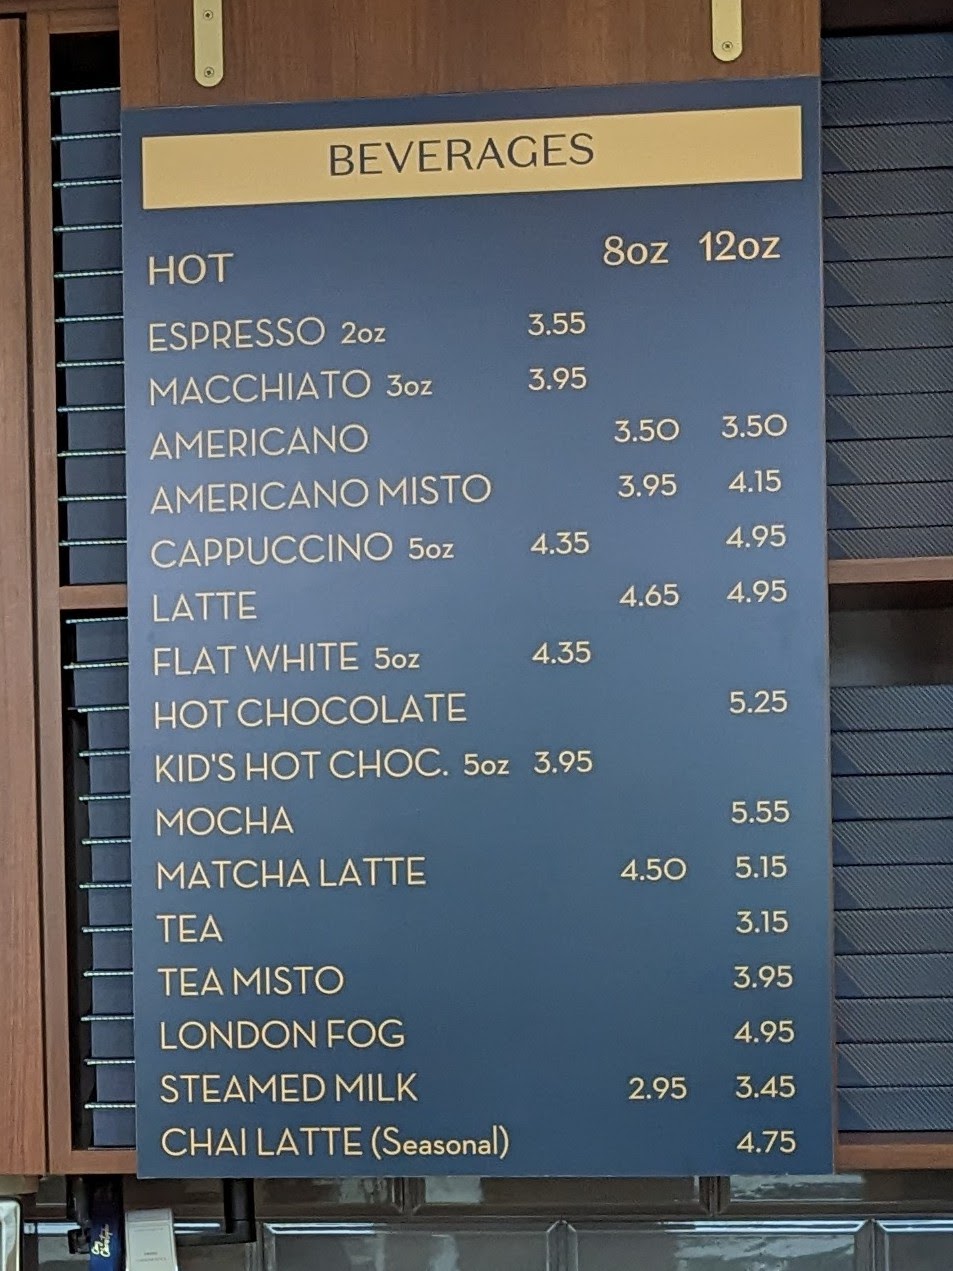 BEVERAGES
HOT 8oz 12oz
ESPRESSO 2oz 3.55
MACCHIATO 3oz 3.95
AMERICANO 3.50 3.50
AMERICANO MISTO 3.95 4.15
CAPPUCCINO 5oz 4.35 4.95
LATTE 4.65 4.95
FLAT WHITE 5oz 4.35
HOT CHOCOLATE 5.25
KID'S HOT CHOC. 5oz 3.95
MOCHA 5.55
MATCHA LATTE 4.50 5.15
TEA 3.15
TEA MISTO 3.95
LONDON FOG 4.95
STEAMED MILK 2.95 3.45
CHAI LATTE (Seasonal) 4.75